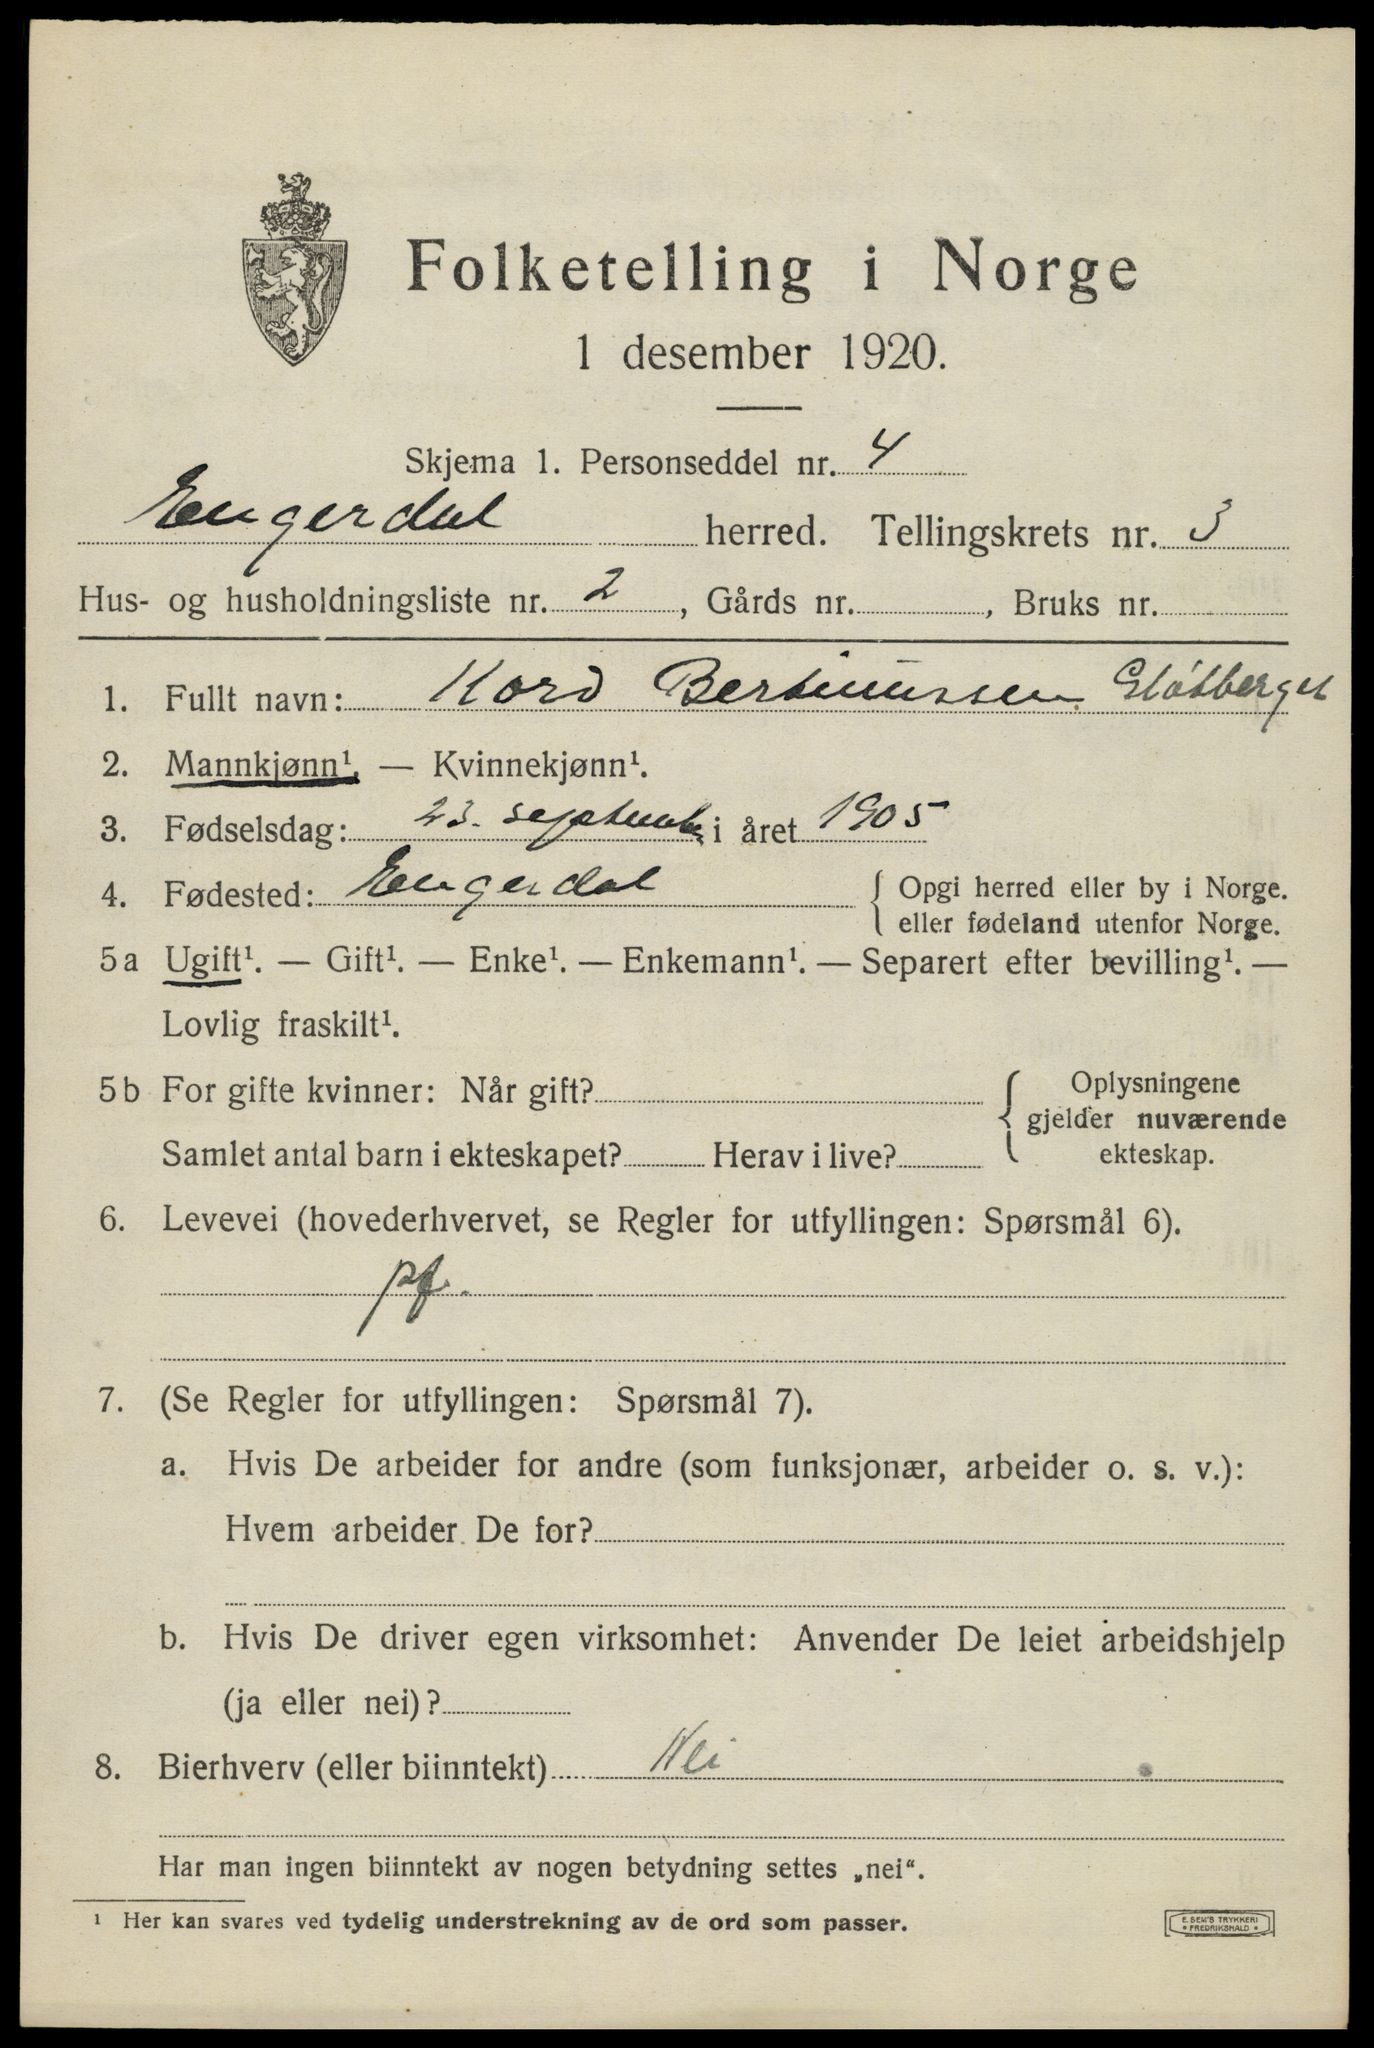 Folketelling i Norge
1 desember 1920.
Skjema 1. Personseddel nr. 4
Engerdal herred. Tellingskrets nr. 3
Hus- og husholdningsliste nr. 2, Gårds nr. , Bruks nr.
1. Fullt navn: Kord Bertinussen Gløtberget
2. Mannkjønn¹. — Kvinnekjønn¹.
3. Fødselsdag: 23. september i året 1905
4. Fødested: Engerdal { Opgi herred eller by i Norge.
eller fødeland utenfor Norge.
5a Ugift¹. — Gift¹. — Enke¹. — Enkemann¹. — Separert efter bevilling¹. —
Lovlig fraskilt¹.
5b For gifte kvinner: Når gift? { Oplysningene
gjelder nuværende
Samlet antal barn i ekteskapet? Herav i live? ekteskap.
6. Levevei (hovederhvervet, se Regler for utfyllingen: Spørsmål 6).
pf.
7. (Se Regler for utfyllingen: Spørsmål 7).
a. Hvis De arbeider for andre (som funksjonær, arbeider o. s. v.):
Hvem arbeider De for?
b. Hvis De driver egen virksomhet: Anvender De leiet arbeidshjelp
(ja eller nei)?
8. Bierhverv (eller biinntekt) Nei
Har man ingen biinntekt av nogen betydning settes „nei“.
¹ Her kan svares ved tydelig understrekning av de ord som passer.
E. SEM'S TRYKKERI
• FREDRIKSHALD •